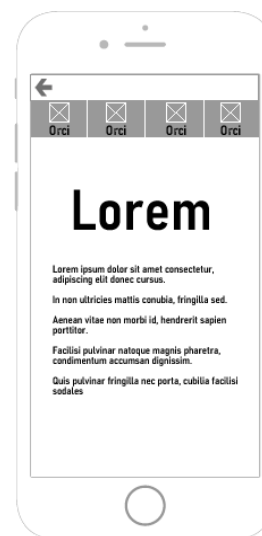 Orci Orci Orci Orci
Lorem
Lorem ipsum dolor sit amet consectetur,
adipiscing elit donec cursus.
In non ultricies mattis conubia, fringilla sed.
Aenean vitae non morbi id, hendrerit sapien
porttitor.
Facilisi pulvinar natoque magnis pharetra,
condimentum accumsan dignissim.
Quis pulvinar fringilla nec porta, cubilia facilisi
sodales